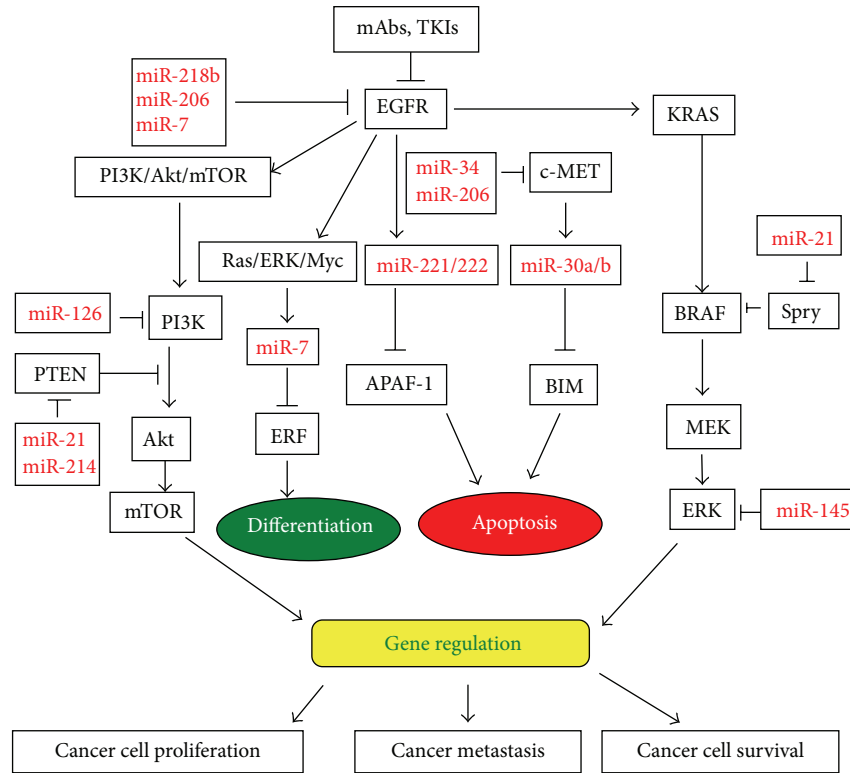 mAbs, TKIs
miR-218b
miR-206
miR-7
EGFR
KRAS
PI3K/Akt/mTOR
miR-34
miR-206
c-MET
Ras/ERK/Myc
miR-221/222
miR-30a/b
miR-21
miR-126
PI3K
BRAF
Spry
miR-7
PTEN
APAF-1
BIM
miR-21
miR-214
Akt
ERF
MEK
mTOR
Differentiation
Apoptosis
ERK
miR-145
Gene regulation
Cancer cell proliferation
Cancer metastasis
Cancer cell survival